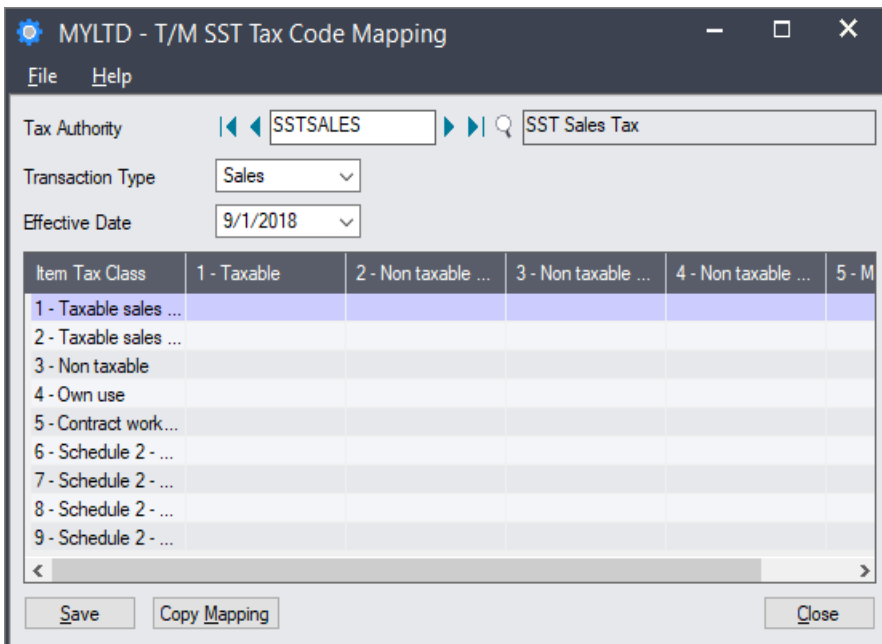 MYLTD - T/M SST Tax Code Mapping
File Help
Tax Authority SSTSALES SST Sales Tax
Transaction Type Sales
Effective Date 9/1/2018
Item Tax Class 1 - Taxable 2 - Non taxable ... 3 - Non taxable ... 4 - Non taxable ... 5 - M
1 - Taxable sales ...
2 - Taxable sales ...
3 - Non taxable
4 - Own use
5 - Contract work...
6 - Schedule 2 - ...
7 - Schedule 2 - ...
8 - Schedule 2 - ...
9 - Schedule 2 - ...
Save Copy Mapping Close